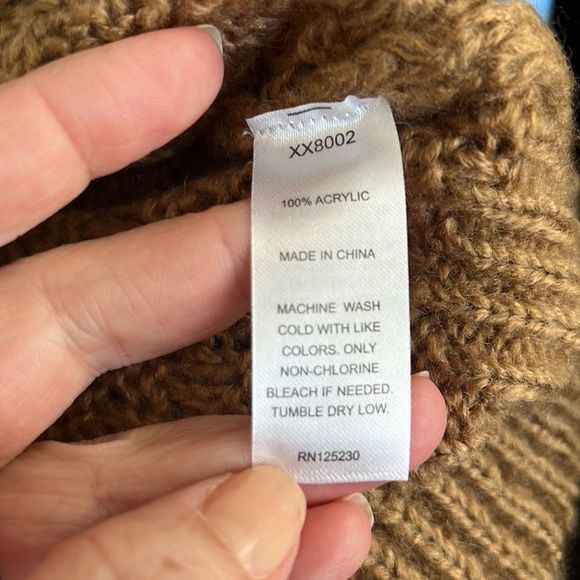 XX8002
100% ACRYLIC
MADE IN CHINA
MACHINE WASH
COLD WITH LIKE
COLORS. ONLY
NON-CHLORINE
BLEACH IF NEEDED.
TUMBLE DRY LOW.
RN125230